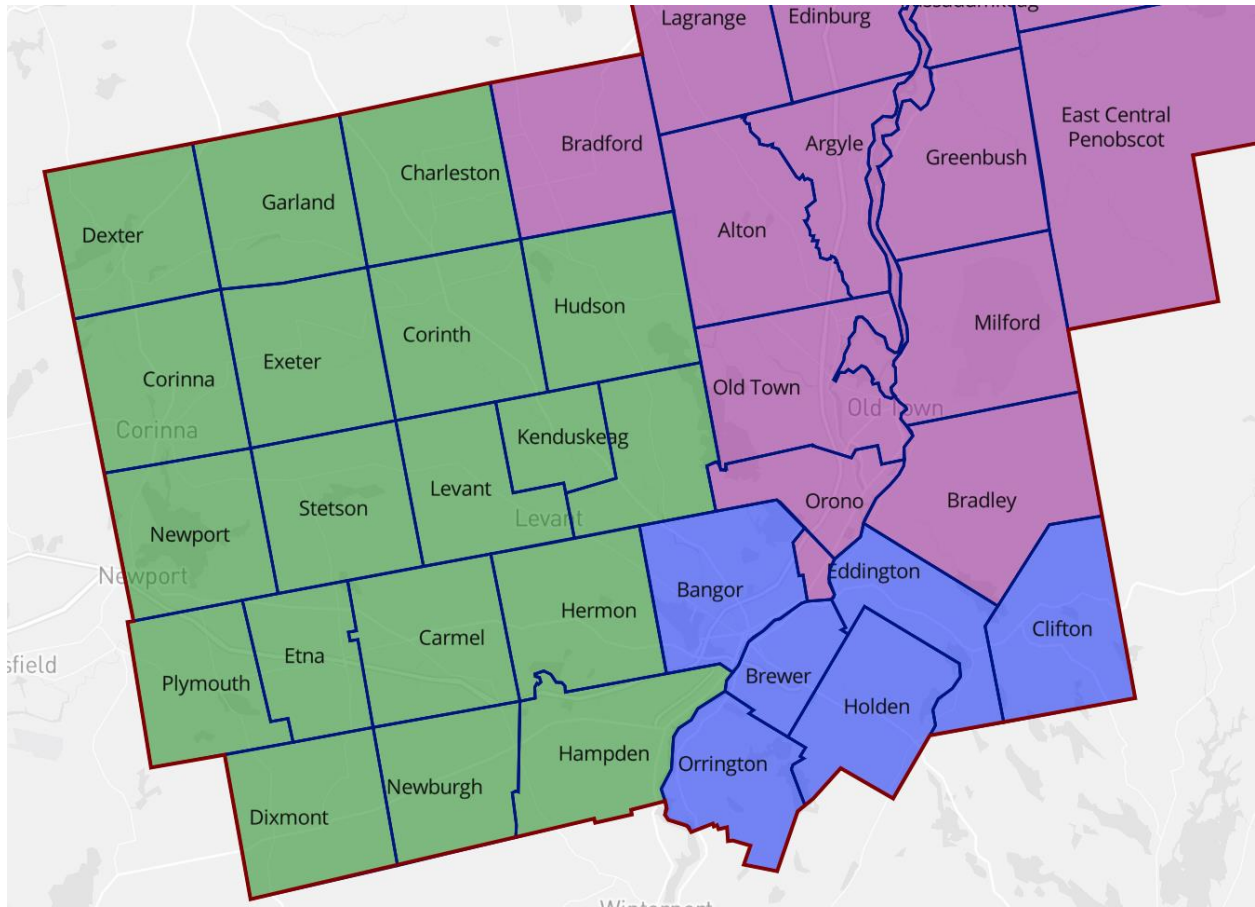 Lagrange
Edinburg
East Central
Penobscot
Bradford
Argyle
Greenbush
Charleston
Garland
Dexter
Alton
Hudson
Milford
Corinth
Exeter
Corinna
Corinna
Old Town
Old Town
Kenduskeag
Levant
Levant
Stetson
Newport
Newport
Orono
Bradley
Eddington
Bangor
Hermon
Carmel
Etna
Plymouth
Clifton
Brewer
Holden
Hampden
Orrington
Newburgh
Dixmont
sfield